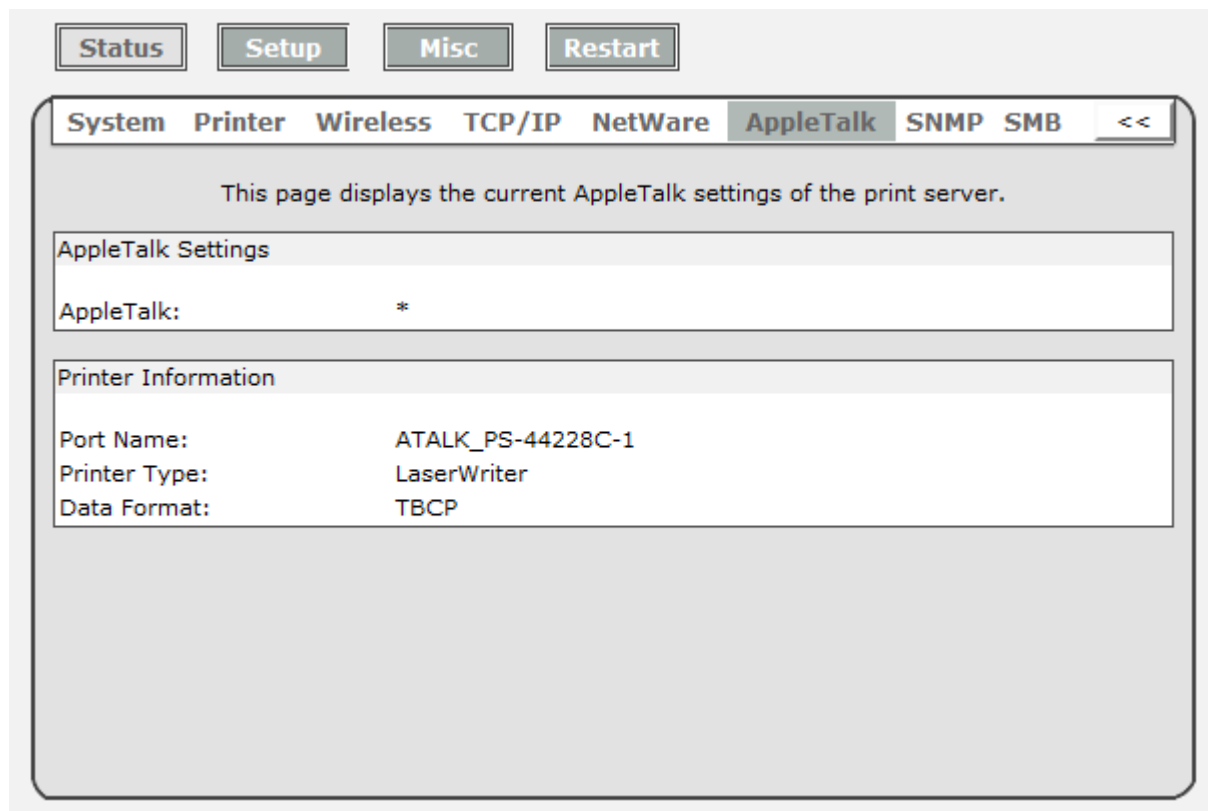 Status Setup Misc Restart
System Printer Wireless TCP/IP NetWare AppleTalk SNMP SMB <<
This page displays the current AppleTalk settings of the print server.
AppleTalk Settings
AppleTalk: *
Printer Information
Port Name: ATALK_PS-44228C-1
Printer Type: LaserWriter
Data Format: TBCP